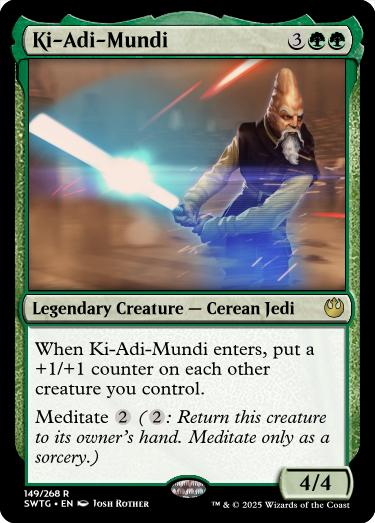 Ki-Adi-Mundi 3
Legendary Creature — Cerean Jedi
When Ki-Adi-Mundi enters, put a
+1/+1 counter on each other
creature you control.
Meditate 2 (2: Return this creature
to its owner's hand. Meditate only as a
sorcery.)
4/4
149/268 R
SWTG • EN Josh Rother ™ & © 2025 Wizards of the Coast